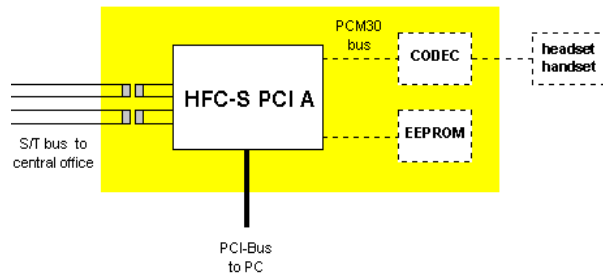 PCM30
bus
CODEC
headset
handset
HFC-S PCI A
EEPROM
S/T bus to
central office
PCI-Bus
to PC